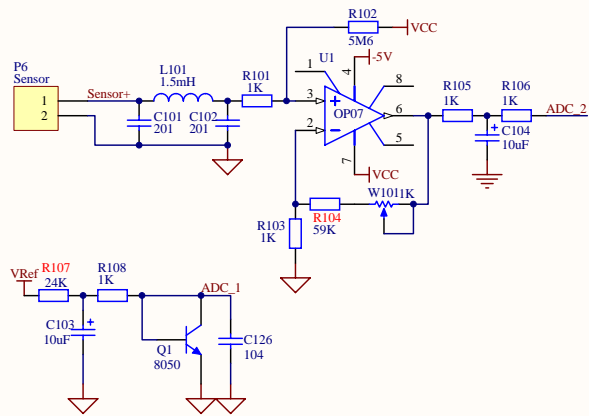 R102
5M6
VCC
P6
Sensor
1
2
Sensor+
L101
1.5mH
R101
1K
C101
201
C102
201
U1
1
3
2
4
-5V
8
6
5
7
VCC
OP07
R105
1K
R106
1K
ADC_2
C104
10uF
W101
1K
R104
59K
R103
1K
VRef
R107
24K
R108
1K
ADC_1
C103
10uF
Q1
8050
C126
104